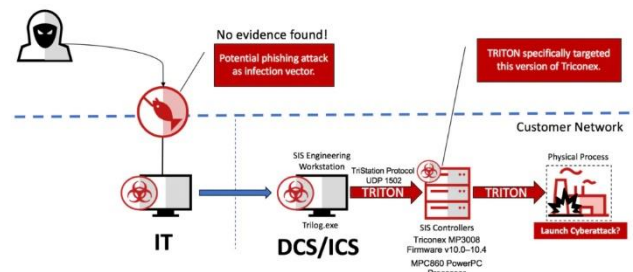 No evidence found!
Potential phishing attack
as infection vector.
TRITON specifically targeted
this version of Triconex.
Customer Network
SIS Engineering
Workstation
TriStation Protocol
UDP 1502
TRITON
TRITON
Physical Process
Trilog.exe
Launch Cyberattack?
IT
DCS/ICS
SIS Controllers
Triconex MP3008
Firmware v10.0–10.4
MPC860 PowerPC